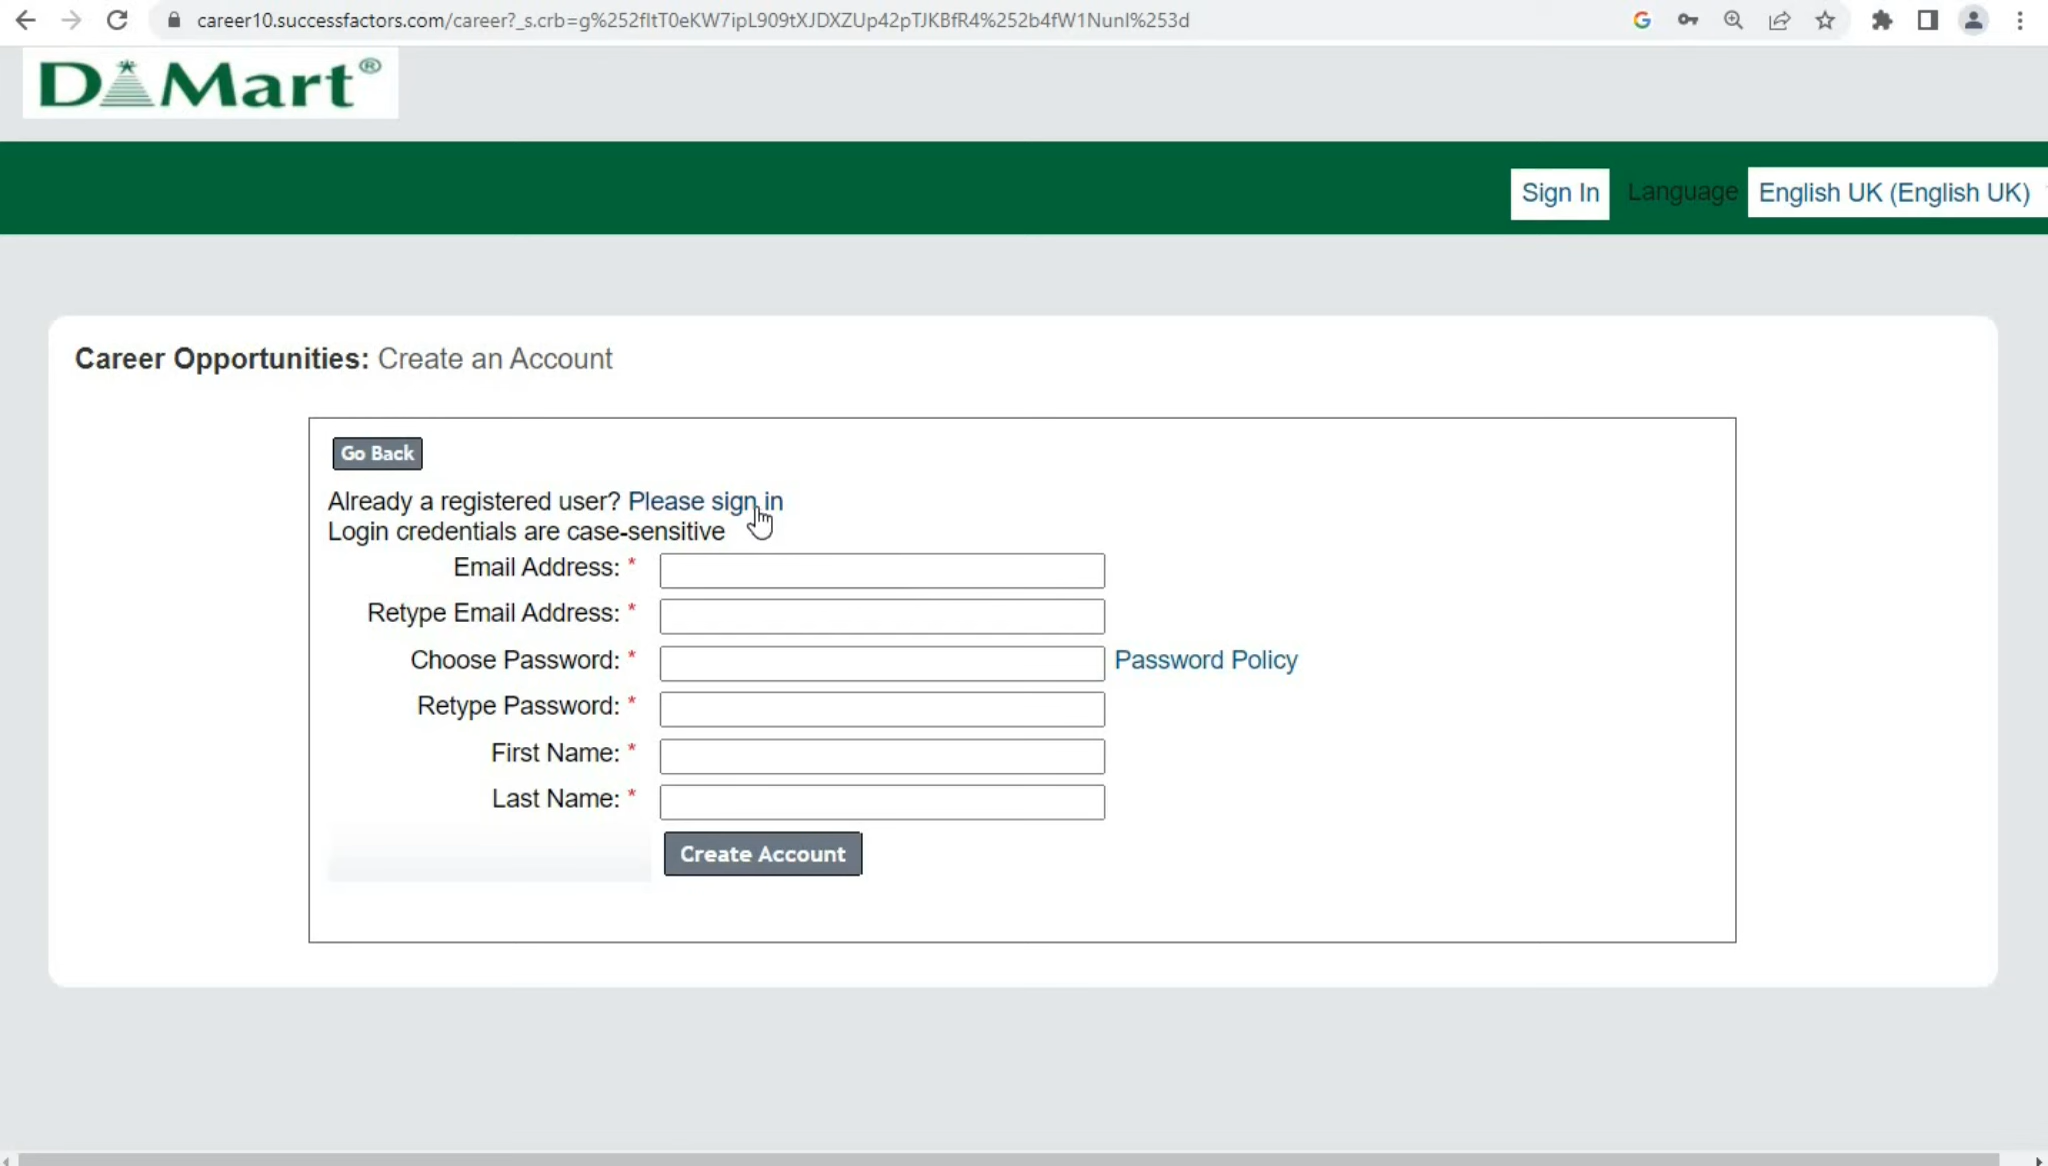 career10.successfactors.com/career?_s.crb=g%252fltT0eKW7ipL909tXJDXZUp42pTJKBfR4%252b4fW1NunI%253d
DMart®
Sign In Language English UK (English UK)
Career Opportunities: Create an Account
Go Back
Already a registered user? Please sign in
Login credentials are case-sensitive
Email Address: *
Retype Email Address: *
Choose Password: * Password Policy
Retype Password: *
First Name: *
Last Name: *
Create Account